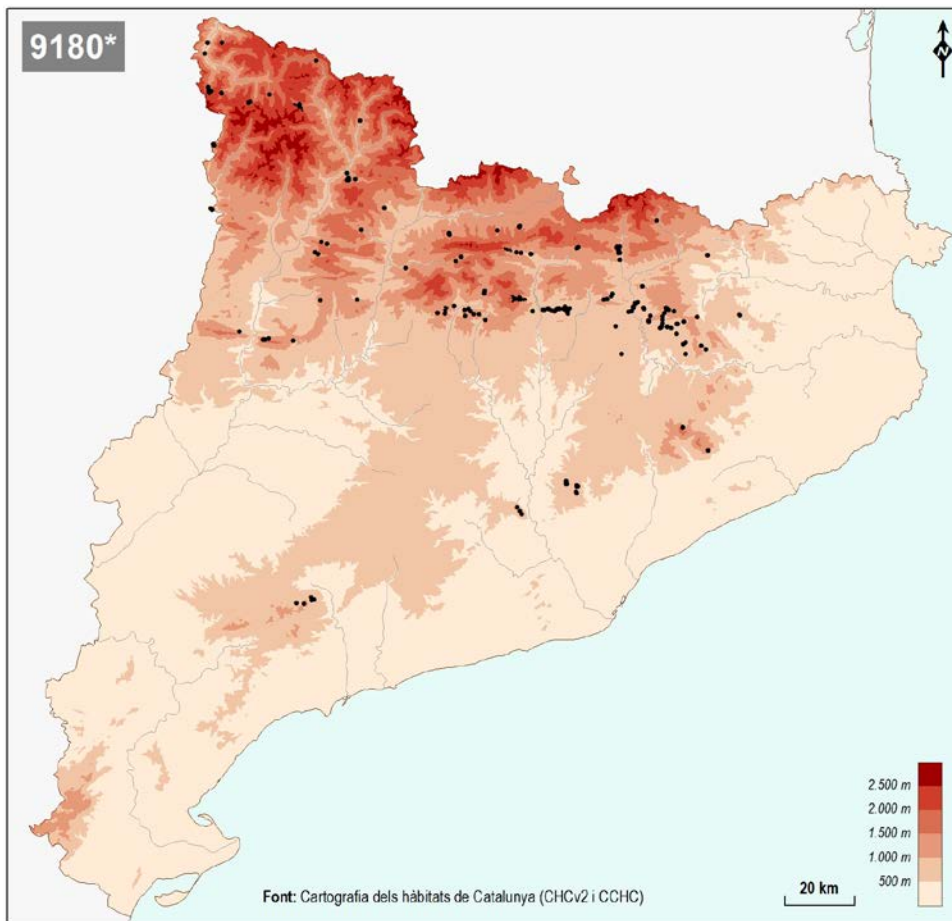 9180*
N
2.500 m
2.000 m
1.500 m
1.000 m
500 m
Font: Cartografia dels hàbitats de Catalunya (CHCv2 i CCHC)
20 km